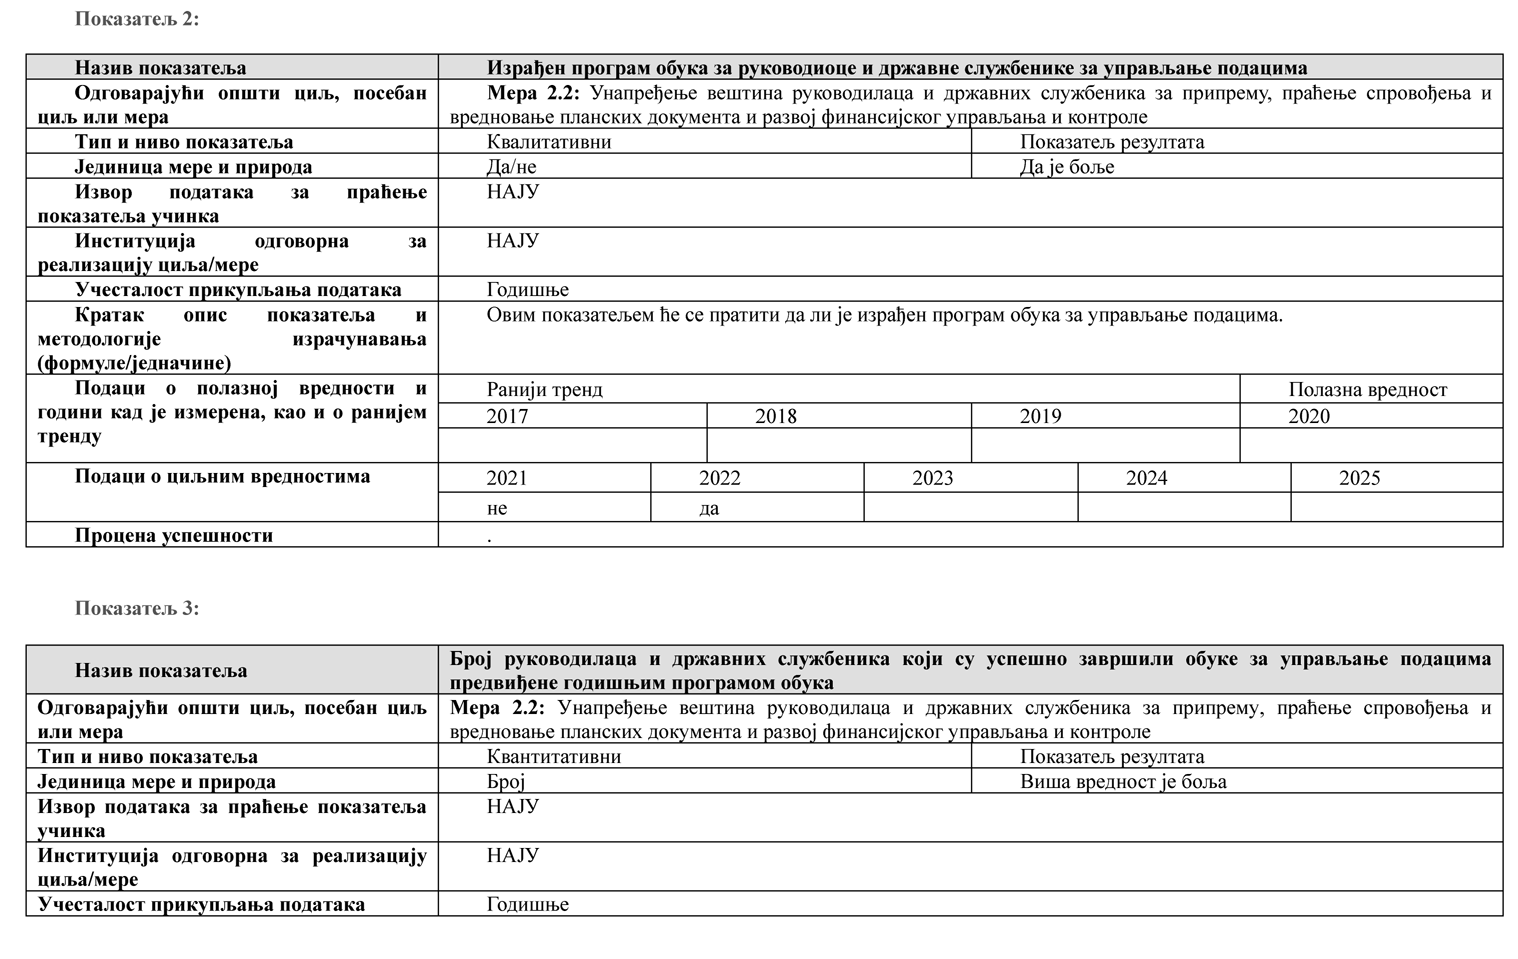 Показатељ 2:
Назив показатеља Израђен програм обука за руководиоце и државне службенике за управљање подацима
Одговарајући општи циљ, посебан
циљ или мера
Мера 2.2: Унапређење вештина руководилаца и државних службеника за припрему, праћење спровођења и
вредновање планских документа и развој финансијског управљања и контроле
Тип и ниво показатеља Квалитативни Показатељ резултата
Јединица мере и природа Да/не Да је боље
Извор података за праћење
показатеља учинка
НАЈУ
Институција одговорна за
реализацију циља/мере
НАЈУ
Учесталост прикупљања података Годишње
Кратак опис показатеља и
методологије израчунавања
(формуле/једначине)
Овим показатељем ће се пратити да ли је израђен програм обука за управљање подацима.
Подаци о полазној вредности и
години кад је измерена, као и о ранијем
тренду
Ранији тренд Полазна вредност
2017 2018 2019 2020
Подаци о циљним вредностима 2021 2022 2023 2024 2025
не да
Процена успешности .
Показатељ 3:
Назив показатеља
Број руководилаца и државних службеника који су успешно завршили обуке за управљање подацима
предвиђене годишњим програмом обука
Одговарајући општи циљ, посебан циљ
или мера
Мера 2.2: Унапређење вештина руководилаца и државних службеника за припрему, праћење спровођења и
вредновање планских документа и развој финансијског управљања и контроле
Тип и ниво показатеља Квантитативни Показатељ резултата
Јединица мере и природа Број Виша вредност је боља
Извор података за праћење показатеља
учинка
НАЈУ
Институција одговорна за реализацију
циља/мере
НАЈУ
Учесталост прикупљања података Годишње